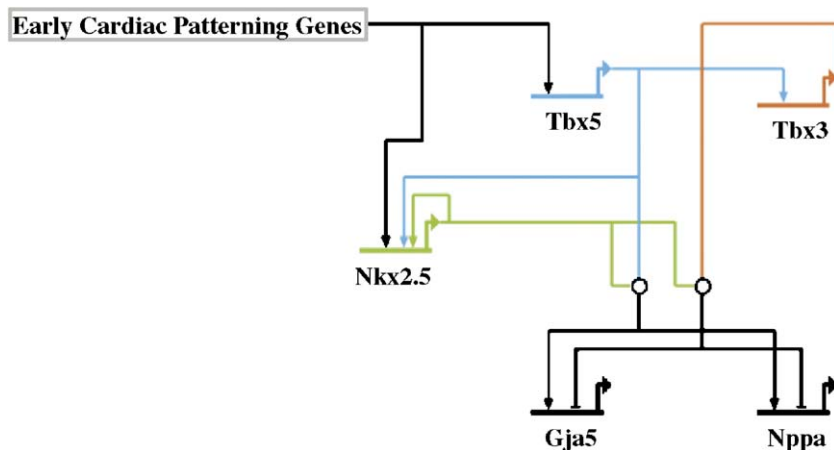 Early Cardiac Patterning Genes
Tbx5
Tbx3
Nkx2.5
Gja5
Nppa